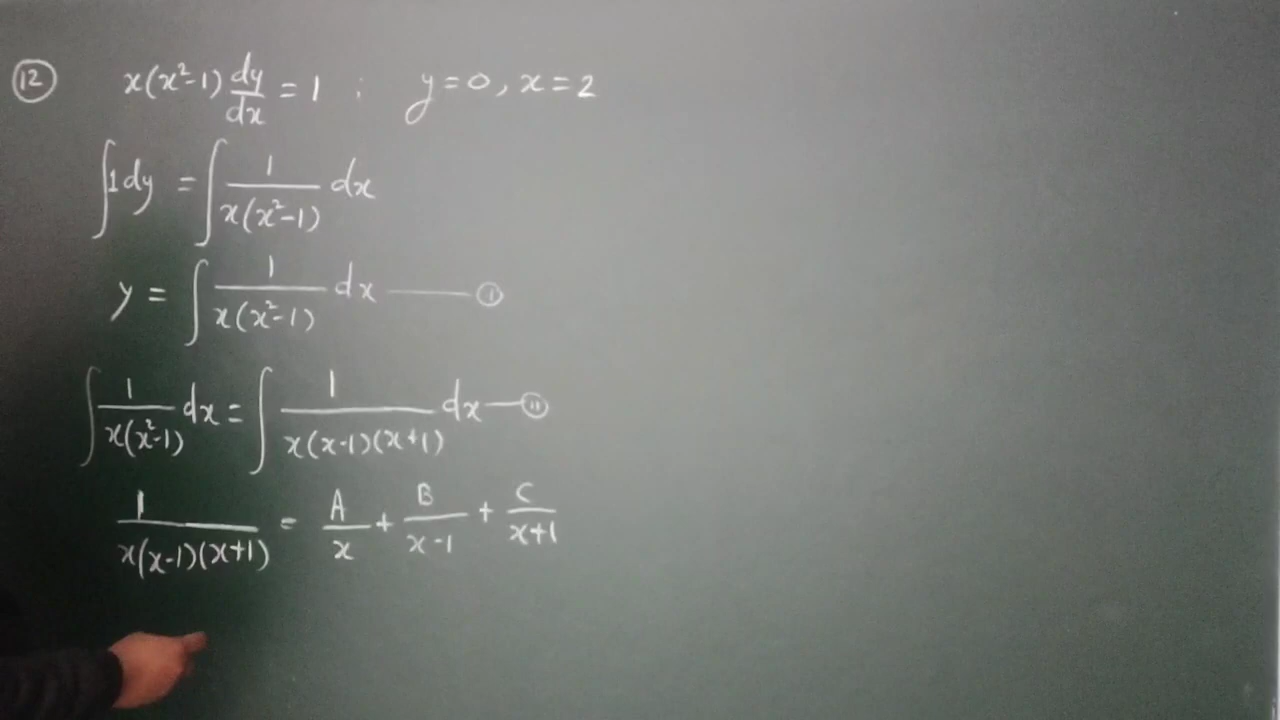 ⑫ x(x²-1) dy/dx = 1 ; y=0, x=2
∫1dy = ∫ 1/(x(x²-1)) dx
y = ∫ 1/(x(x²-1)) dx —— ①
∫ 1/(x(x²-1)) dx = ∫ 1/(x(x-1)(x+1)) dx — ⑪
1/(x(x-1)(x+1)) = A/x + B/(x-1) + C/(x+1)